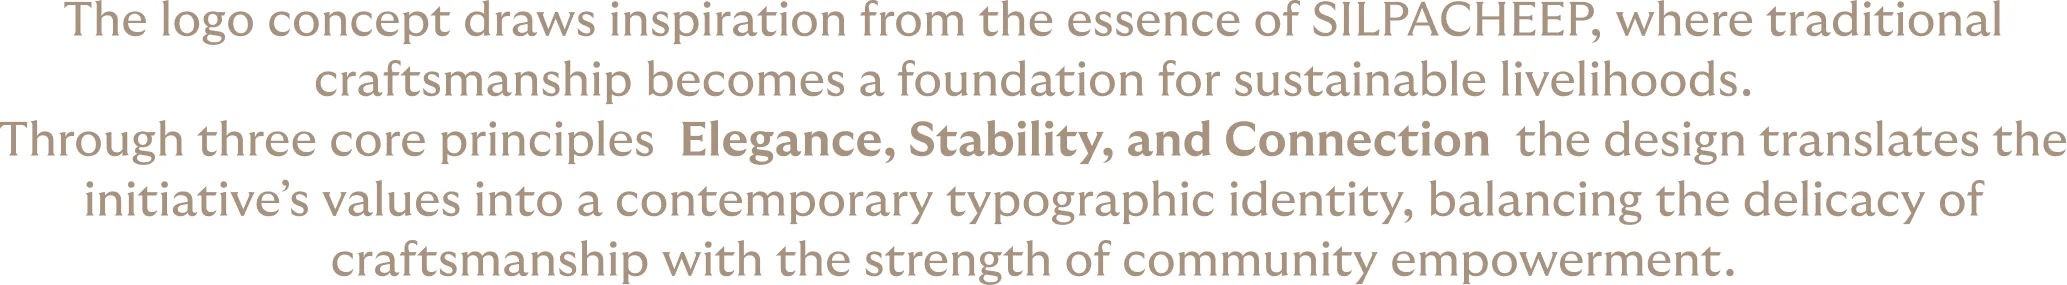 The logo concept draws inspiration from the essence of SILPACHEEP, where traditional
craftsmanship becomes a foundation for sustainable livelihoods.
Through three core principles Elegance, Stability, and Connection the design translates the
initiative’s values into a contemporary typographic identity, balancing the delicacy of
craftsmanship with the strength of community empowerment.